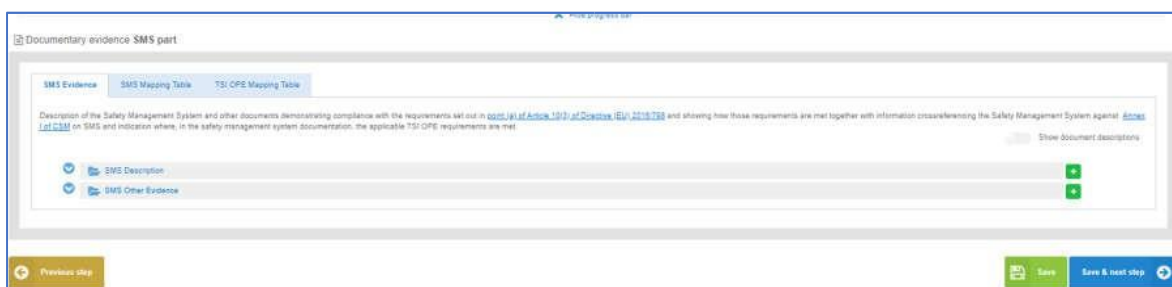 Hide progress bar
Documentary evidence SMS part
SMS Evidence SMS Mapping Table TSI OPE Mapping Table
Description of the Safety Management System and other documents demonstrating compliance with the requirements set out in point (a) of Article 10(3) of Directive (EU) 2016/798 and showing how those requirements are met together with information crossreferencing the Safety Management System against Annex
I of CSM on SMS and indication where, in the safety management system documentation, the applicable TSI OPE requirements are met
Show document descriptions
SMS Description
SMS Other Evidence
Previous step
Save
Save & next step